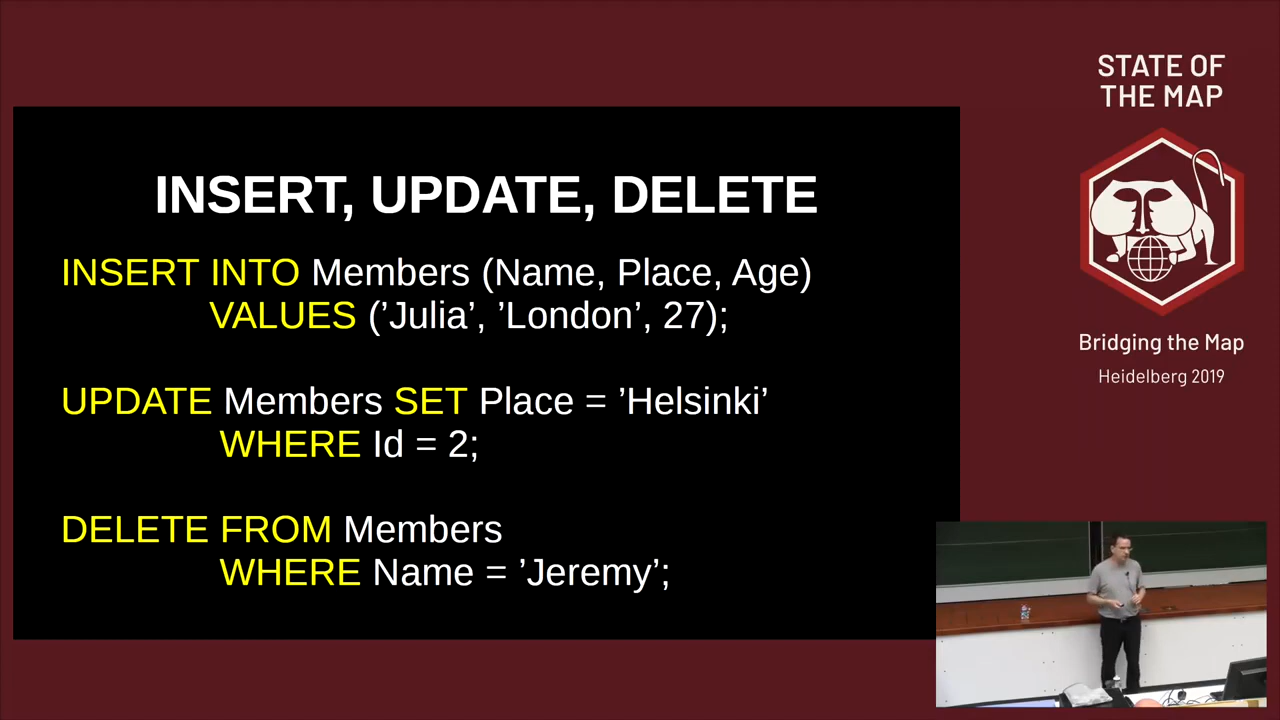 INSERT, UPDATE, DELETE
INSERT INTO Members (Name, Place, Age)
VALUES (’Julia’, ’London’, 27);
UPDATE Members SET Place = ’Helsinki’
WHERE Id = 2;
DELETE FROM Members
WHERE Name = ’Jeremy’;
STATE OF
THE MAP
Bridging the Map
Heidelberg 2019